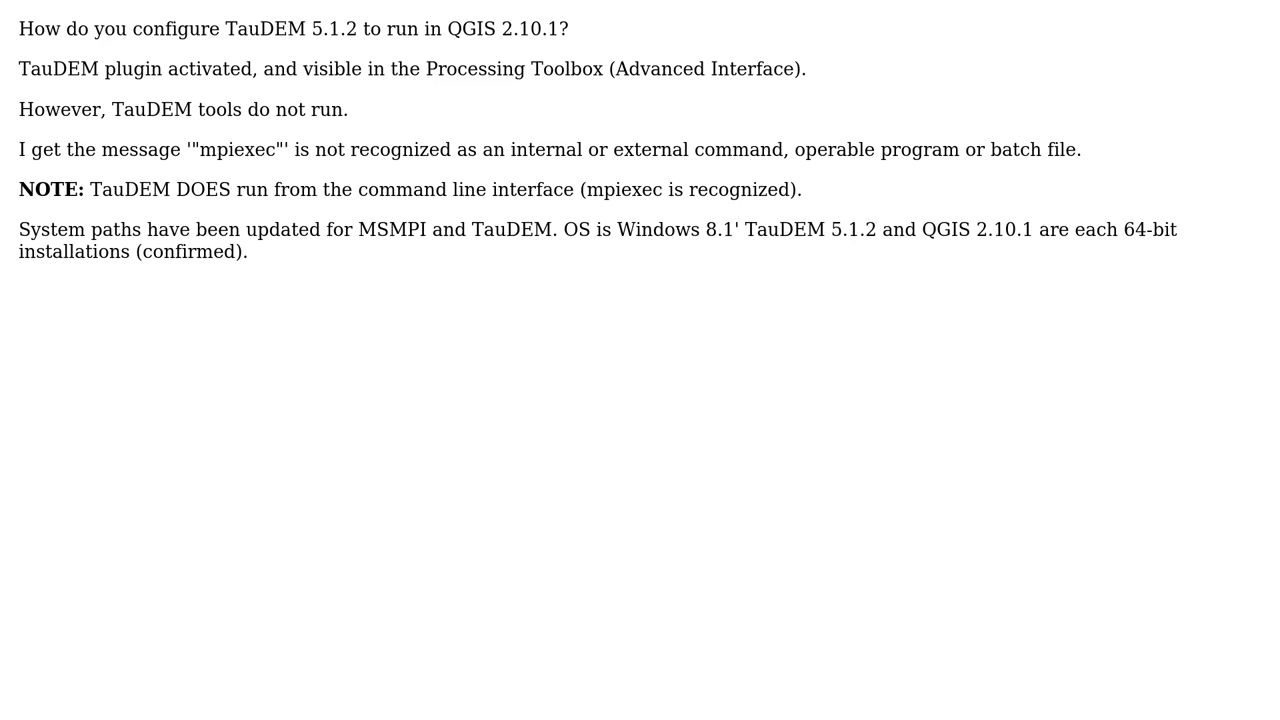 How do you configure TauDEM 5.1.2 to run in QGIS 2.10.1?
TauDEM plugin activated, and visible in the Processing Toolbox (Advanced Interface).
However, TauDEM tools do not run.
I get the message '"mpiexec"' is not recognized as an internal or external command, operable program or batch file.
NOTE: TauDEM DOES run from the command line interface (mpiexec is recognized).
System paths have been updated for MSMPI and TauDEM. OS is Windows 8.1' TauDEM 5.1.2 and QGIS 2.10.1 are each 64-bit
installations (confirmed).